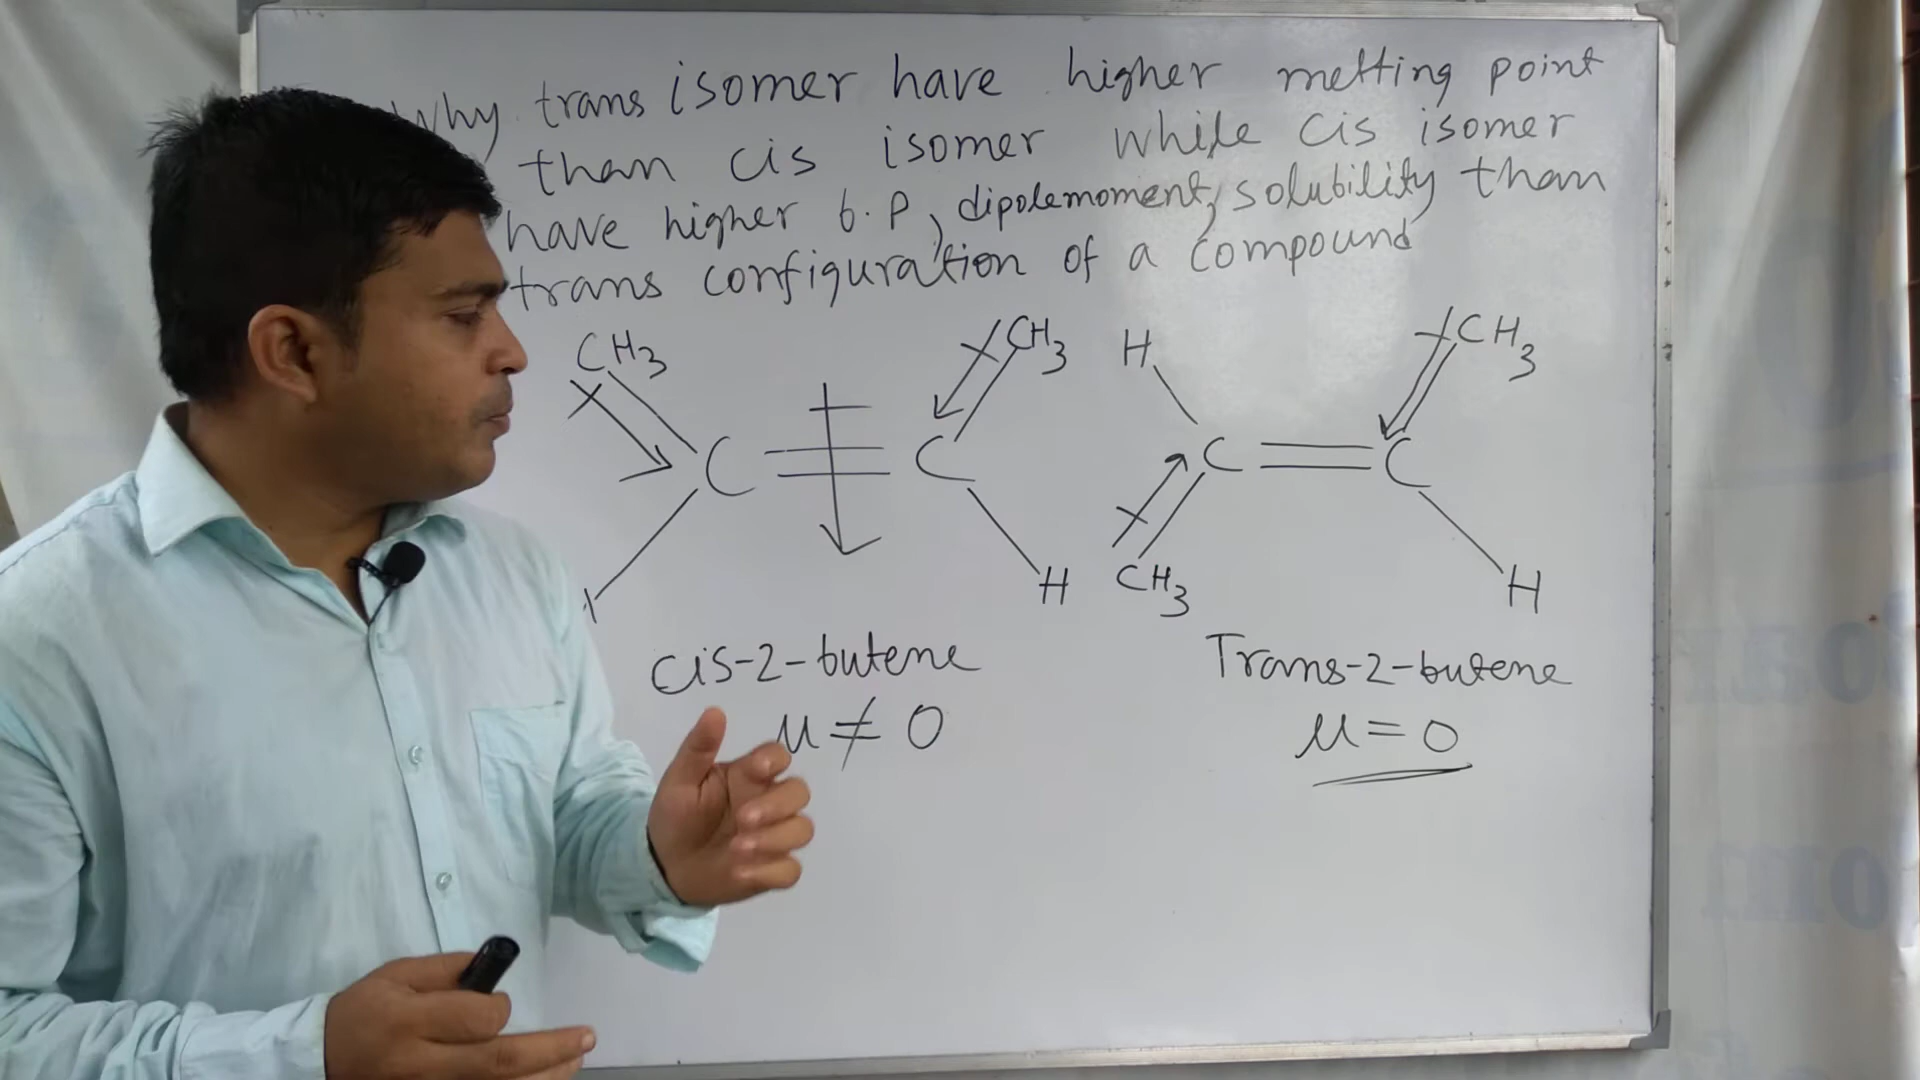 Why trans isomer have higher melting point
than cis isomer while cis isomer
have higher b.p, dipolemoment, solubility than
trans configuration of a compound
CH3 CH3 H CH3
C = C C = C
H CH3 H
cis-2-butene Trans-2-butene
μ ≠ 0 μ = 0